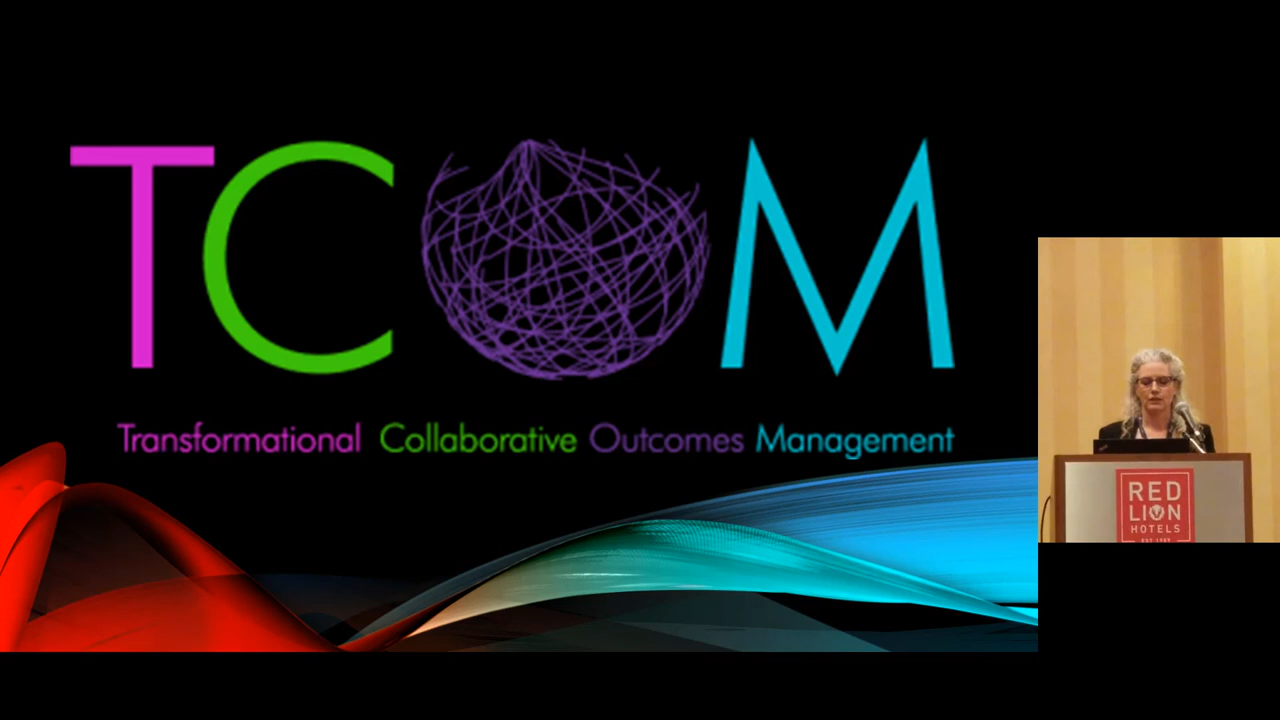 TCOM
Transformational Collaborative Outcomes Management
RED
LION
HOTELS